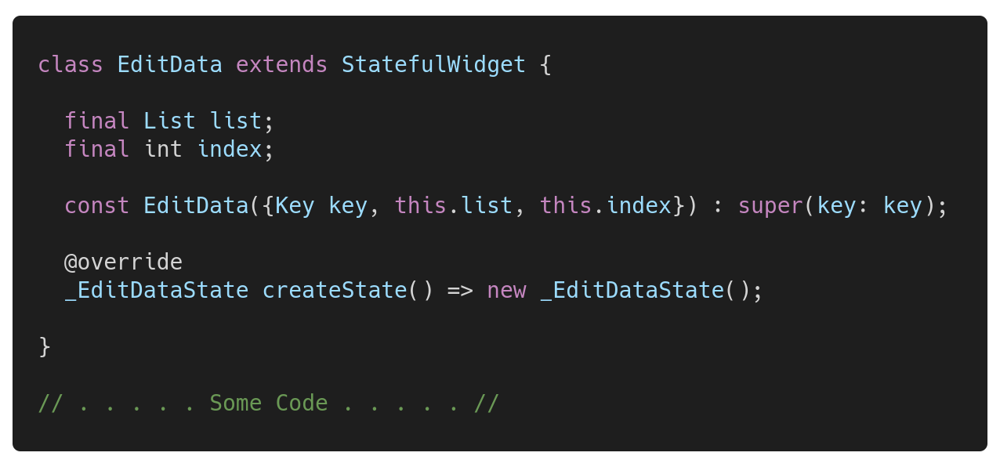 class EditData extends StatefulWidget {
final List list;
final int index;
const EditData({Key key, this.list, this.index}) : super(key: key);
@override
_EditDataState createState() => new _EditDataState();
}
// . . . . . Some Code . . . . . //